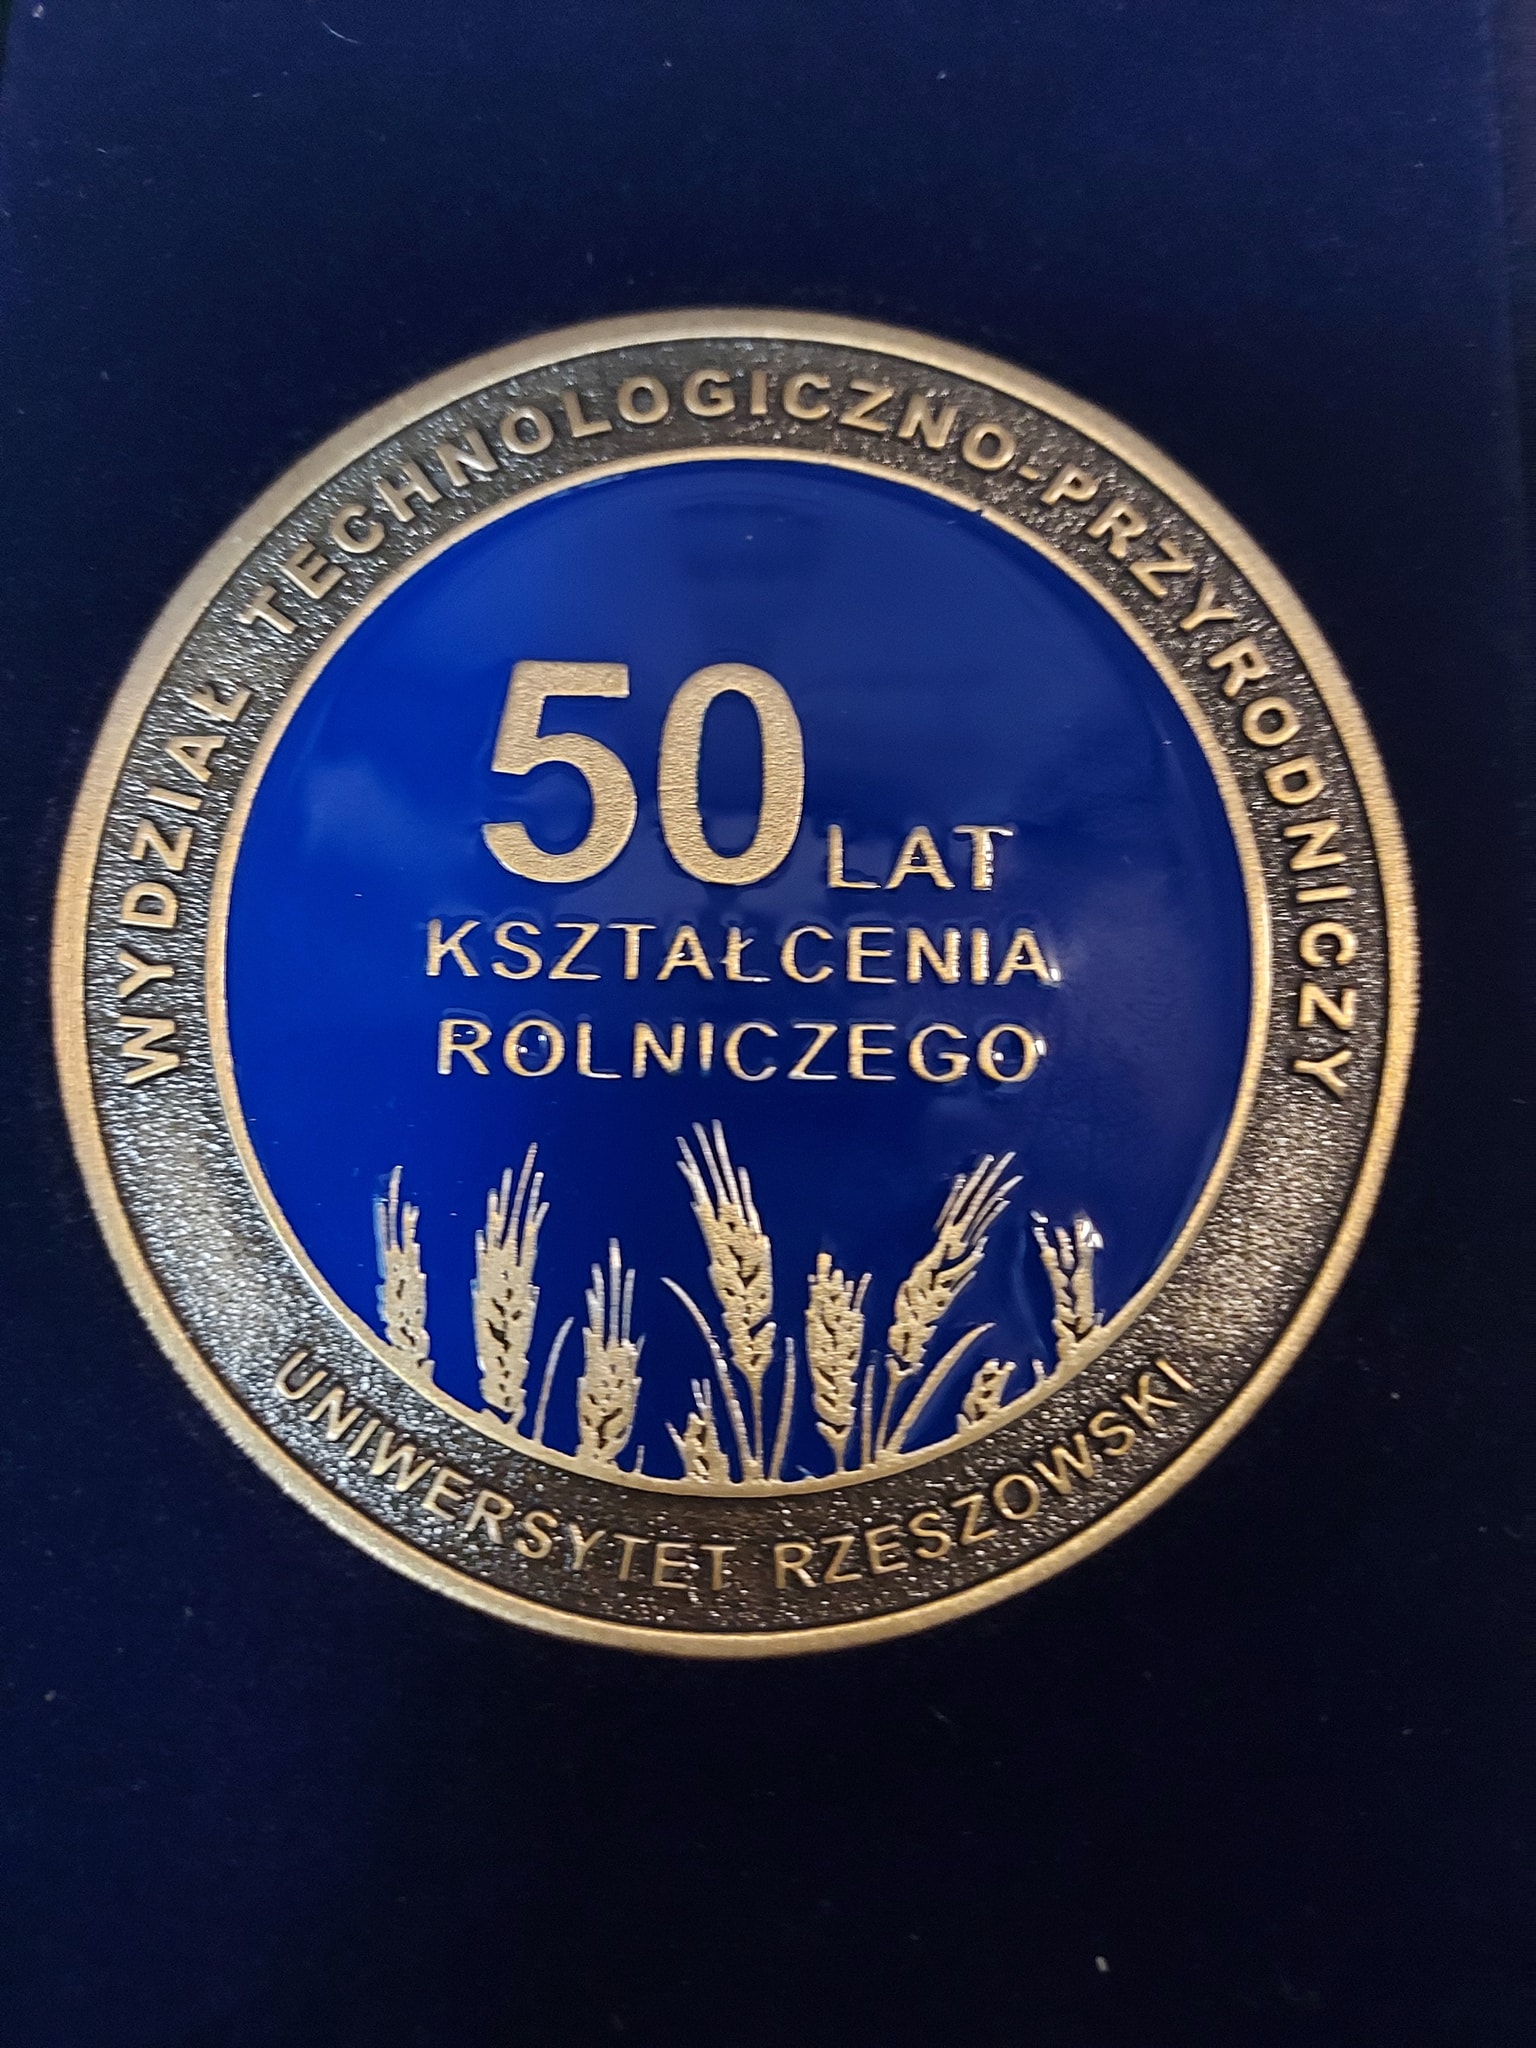 WYDZIAŁ TECHNOLOGICZNO-PRZYRODNICZY
50 LAT
KSZTAŁCENIA
ROLNICZEGO
UNIWERSYTET RZESZOWSKI